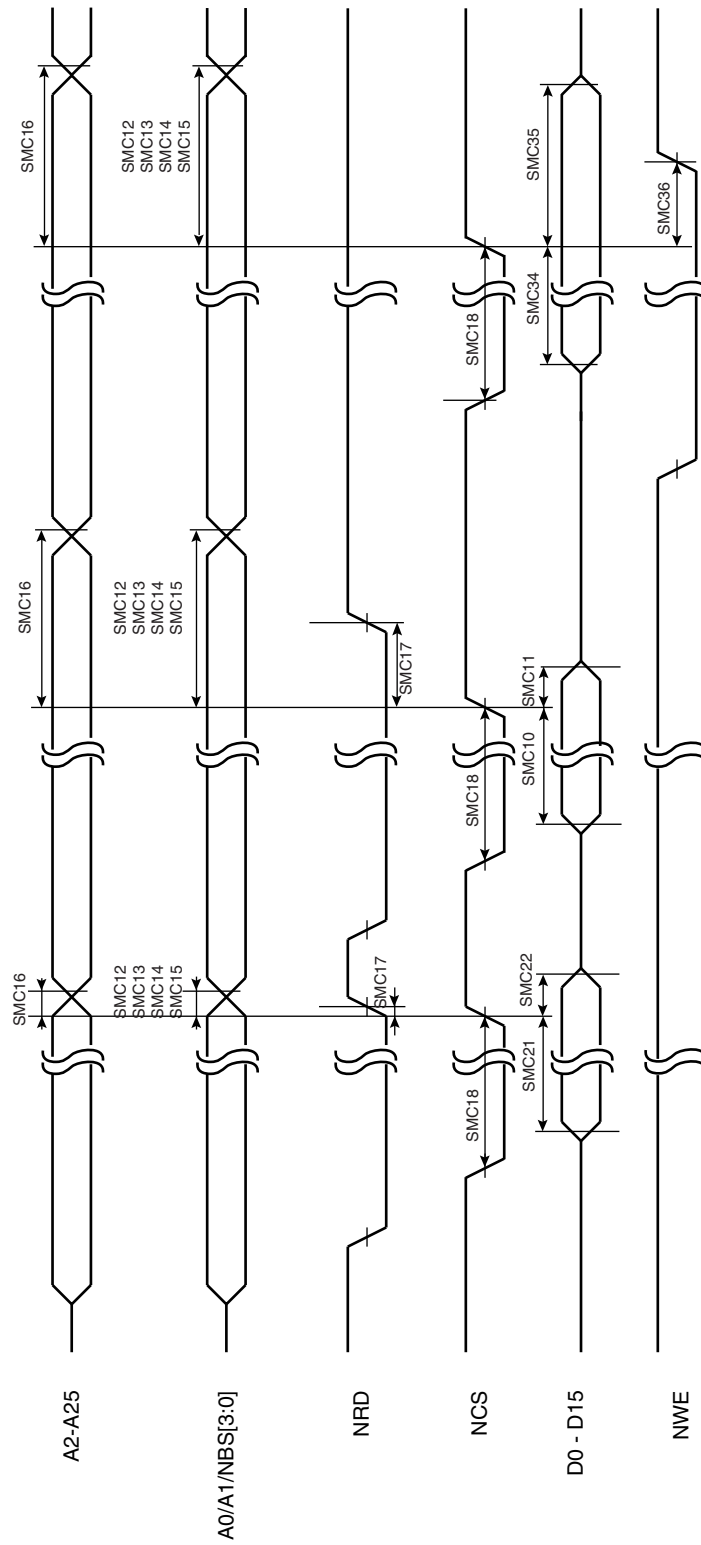 SMC16
SMC16
SMC16
A2-A25
SMC12
SMC13
SMC14
SMC15
SMC12
SMC13
SMC14
SMC15
SMC12
SMC13
SMC14
SMC15
A0/A1/NBS[3:0]
NRD
SMC17
SMC17
NCS
SMC18
SMC18
SMC18
SMC21
SMC22
SMC10
SMC11
SMC34
SMC35
D0 - D15
SMC36
NWE